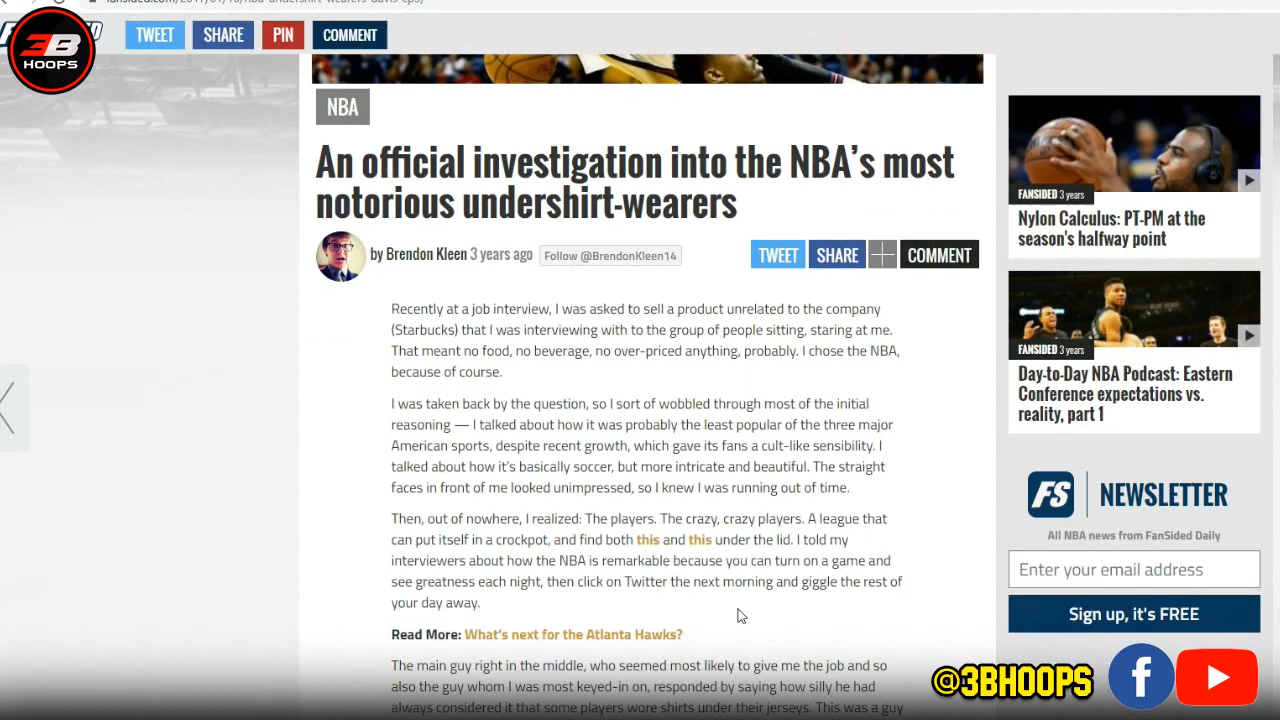 3B
HOOPS
TWEET
SHARE
PIN
COMMENT
NBA
An official investigation into the NBA’s most
notorious undershirt-wearers
by Brendon Kleen 3 years ago
Follow @BrendonKleen14
TWEET
SHARE
COMMENT
Recently at a job interview, I was asked to sell a product unrelated to the company
(Starbucks) that I was interviewing with to the group of people sitting, staring at me.
That meant no food, no beverage, no over-priced anything, probably. I chose the NBA,
because of course.
I was taken back by the question, so I sort of wobbled through most of the initial
reasoning — I talked about how it was probably the least popular of the three major
American sports, despite recent growth, which gave its fans a cult-like sensibility. I
talked about how it’s basically soccer, but more intricate and beautiful. The straight
faces in front of me looked unimpressed, so I knew I was running out of time.
Then, out of nowhere, I realized: The players. The crazy, crazy players. A league that
can put itself in a crockpot, and find both this and this under the lid. I told my
interviewers about how the NBA is remarkable because you can turn on a game and
see greatness each night, then click on Twitter the next morning and giggle the rest of
your day away.
Read More: What's next for the Atlanta Hawks?
The main guy right in the middle, who seemed most likely to give me the job and so
also the guy whom I was most keyed-in on, responded by saying how silly he had
always considered it that some players wore shirts under their jerseys. This was a guy
FANSIDED 3 years
Nylon Calculus: PT-PM at the
season's halfway point
FANSIDED 3 years
Day-to-Day NBA Podcast: Eastern
Conference expectations vs.
reality, part 1
FS
NEWSLETTER
All NBA news from FanSided Daily
Enter your email address
Sign up, it's FREE
@3BHOOPS
f